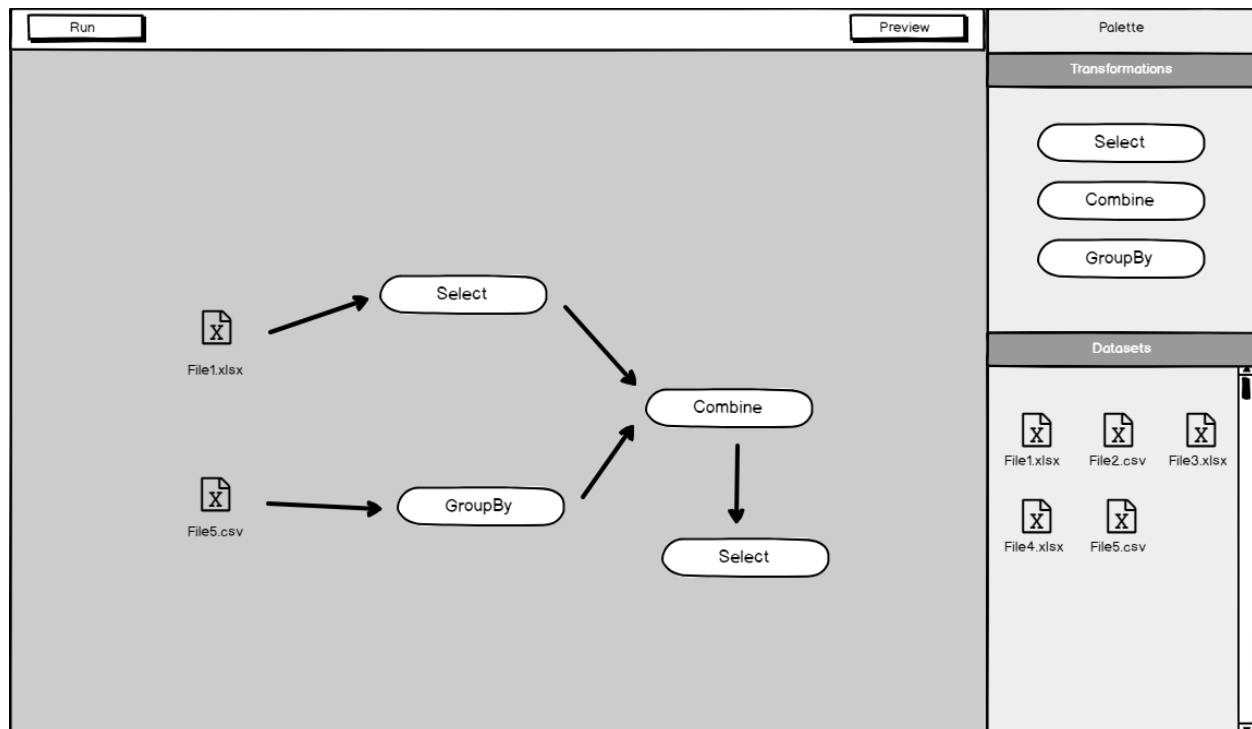 Run
Preview
Palette
Transformations
Select
Combine
GroupBy
Datasets
X X X
File1.xlsx File2.csv File3.xlsx
X X
File4.xlsx File5.csv
Select
X
File1.xlsx
Combine
X
File5.csv
GroupBy
Select